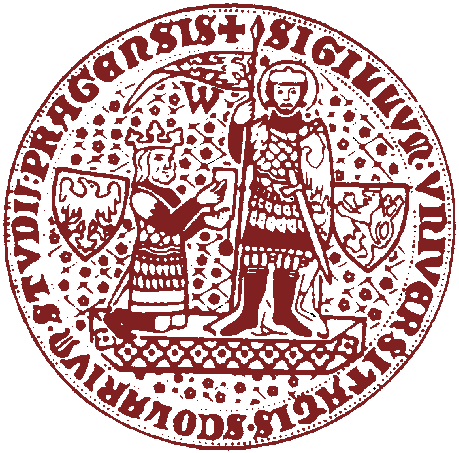 + SIGILLVM · VNIVERSITATIS · SCOLARIVM · STVDII · PRAGENSIS
W